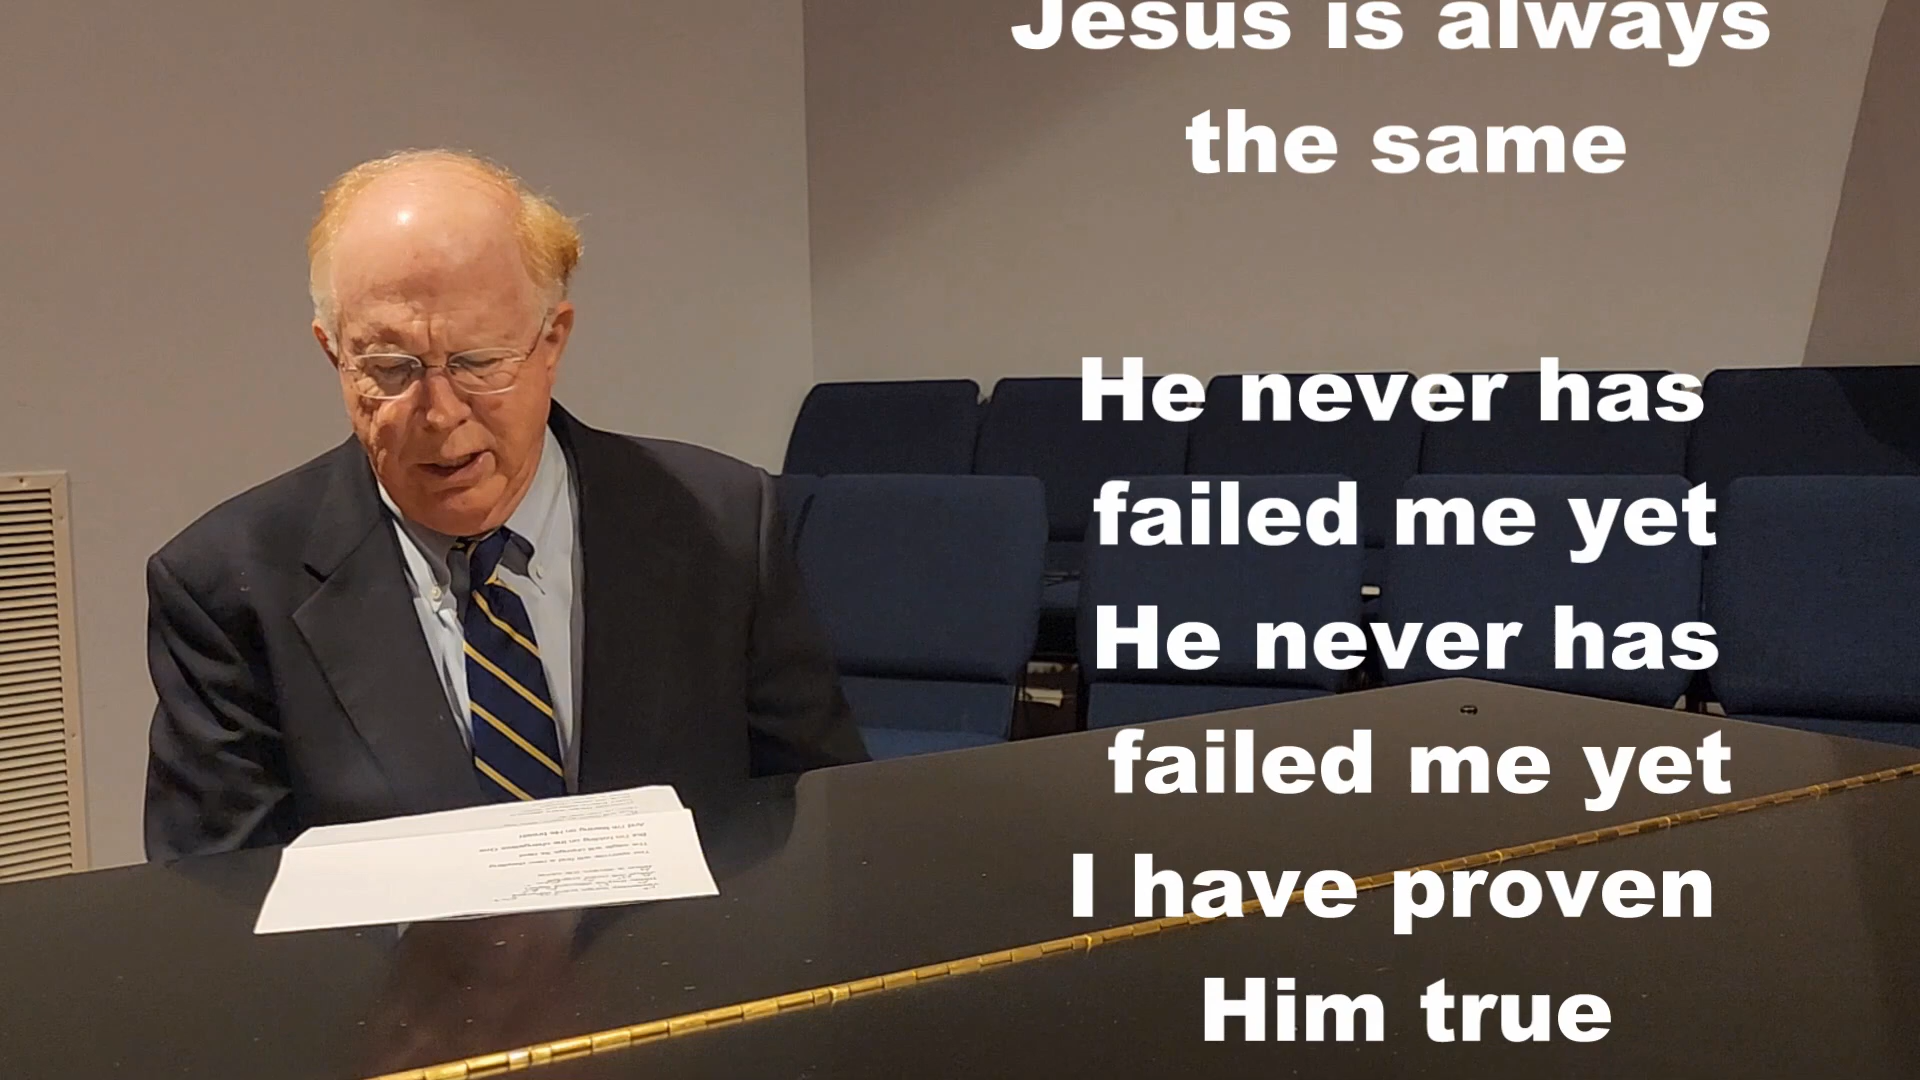 Jesus is always
the same
He never has
failed me yet
He never has
failed me yet
I have proven
Him true